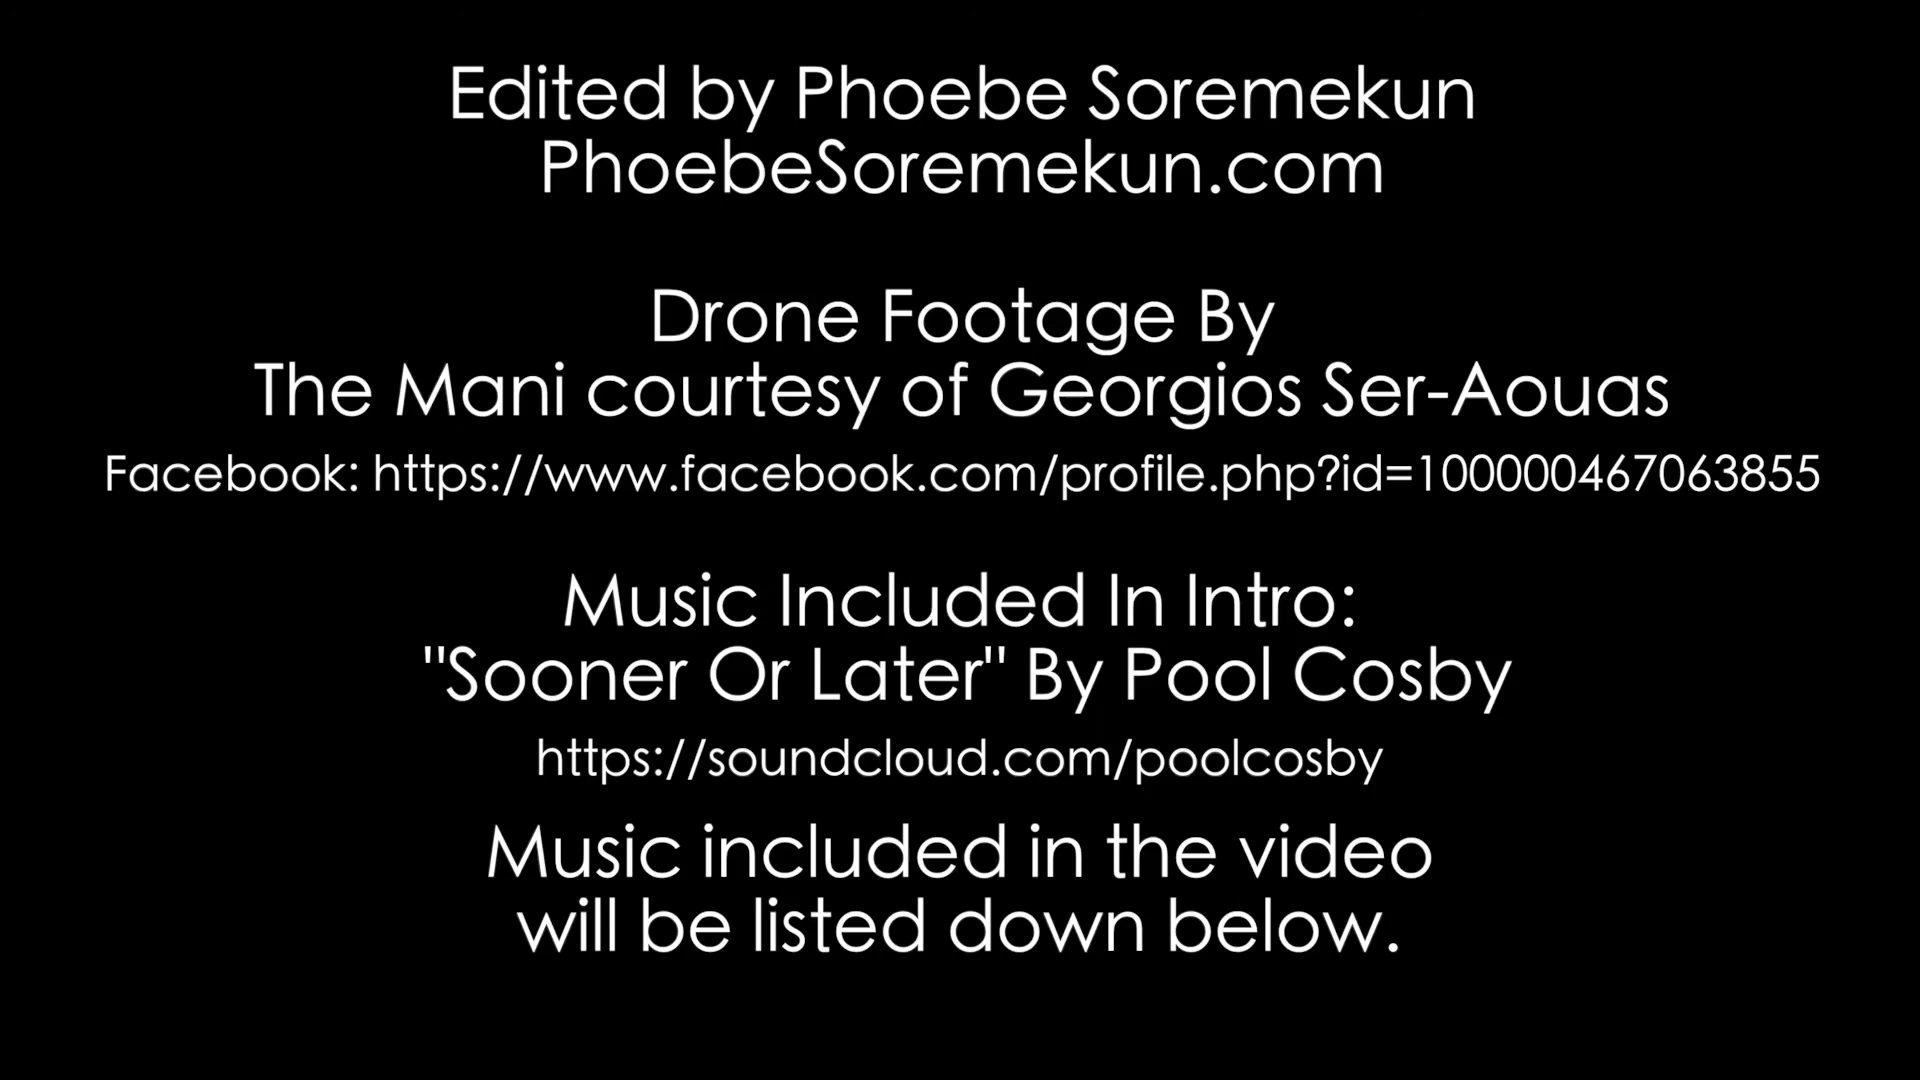 Edited by Phoebe Soremekun
PhoebeSoremekun.com
Drone Footage By
The Mani courtesy of Georgios Ser-Aouas
Facebook: https://www.facebook.com/profile.php?id=100000467063855
Music Included In Intro:
"Sooner Or Later" By Pool Cosby
https://soundcloud.com/poolcosby
Music included in the video
will be listed down below.